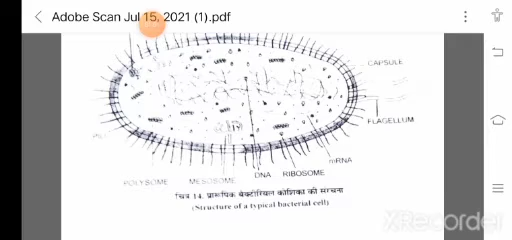 Adobe Scan Jul 15, 2021 (1).pdf
CAPSULE
FLAGELLUM
mRNA
POLYSOME MESOSOME DNA RIBOSOME
चित्र 14. प्रारूपिक बैक्टीरियल कोशिका की संरचना
(Structure of a typical bacterial cell)
XRecorder